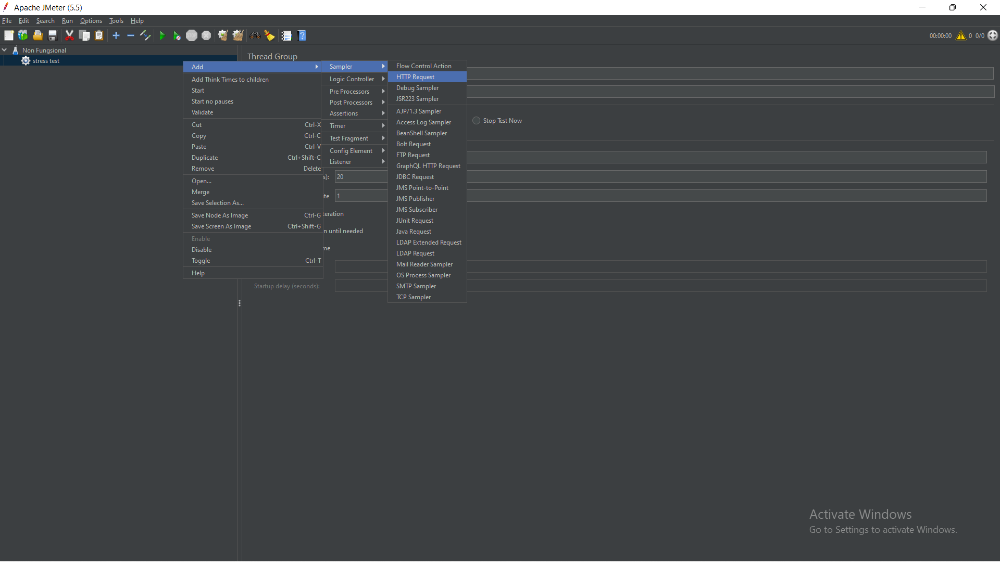 Apache JMeter (5.5)
File Edit Search Run Options Tools Help
00:00:00 0 0/0
Non Fungsional
stress test
Thread Group
Add
Add Think Times to children
Start
Start no pauses
Validate
Cut Ctrl-X
Copy Ctrl-C
Paste Ctrl-V
Duplicate Ctrl+Shift-C
Remove Delete
Open...
Merge
Save Selection As...
Save Node As Image Ctrl-G
Save Screen As Image Ctrl+Shift-G
Enable
Disable
Toggle Ctrl-T
Help
Sampler
Logic Controller
Pre Processors
Post Processors
Assertions
Timer
Test Fragment
Config Element
Listener
Flow Control Action
HTTP Request
Debug Sampler
JSR223 Sampler
AJP/1.3 Sampler
Access Log Sampler
BeanShell Sampler
Bolt Request
FTP Request
GraphQL HTTP Request
JDBC Request
JMS Point-to-Point
JMS Publisher
JMS Subscriber
JUnit Request
Java Request
LDAP Extended Request
LDAP Request
Mail Reader Sampler
OS Process Sampler
SMTP Sampler
TCP Sampler
Stop Test Now
s): 20
te 1
teration
n until needed
me
Startup delay (seconds):
Activate Windows
Go to Settings to activate Windows.